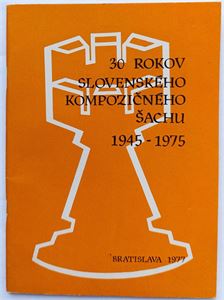 30 ROKOV
SLOVENSKÉHO
KOMPOZIČNÉHO
ŠACHU
1945-1975
BRATISLAVA 1977